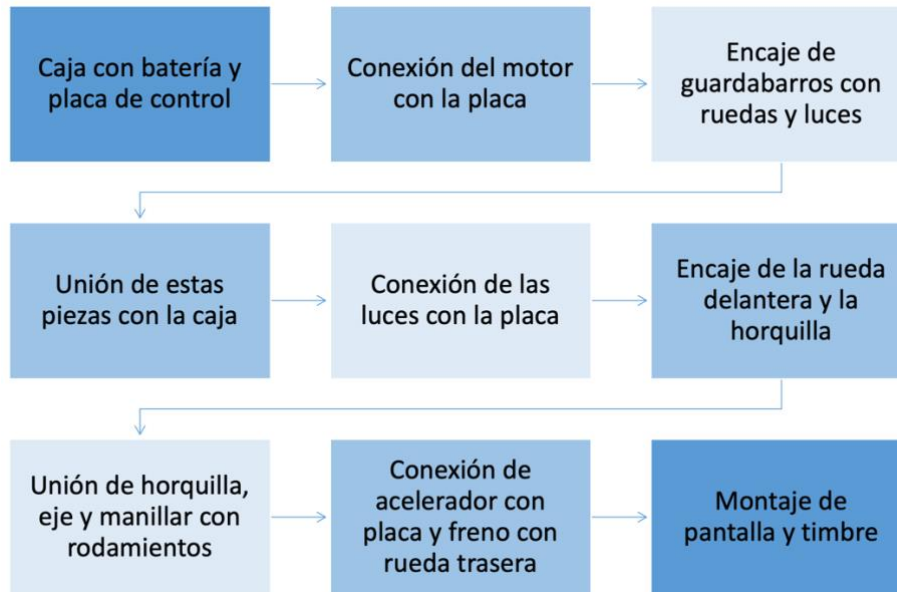 Caja con batería y
placa de control
Conexión del motor
con la placa
Encaje de
guardabarros con
ruedas y luces
Unión de estas
piezas con la caja
Conexión de las
luces con la placa
Encaje de la rueda
delantera y la
horquilla
Unión de horquilla,
eje y manillar con
rodamientos
Conexión de
acelerador con
placa y freno con
rueda trasera
Montaje de
pantalla y timbre